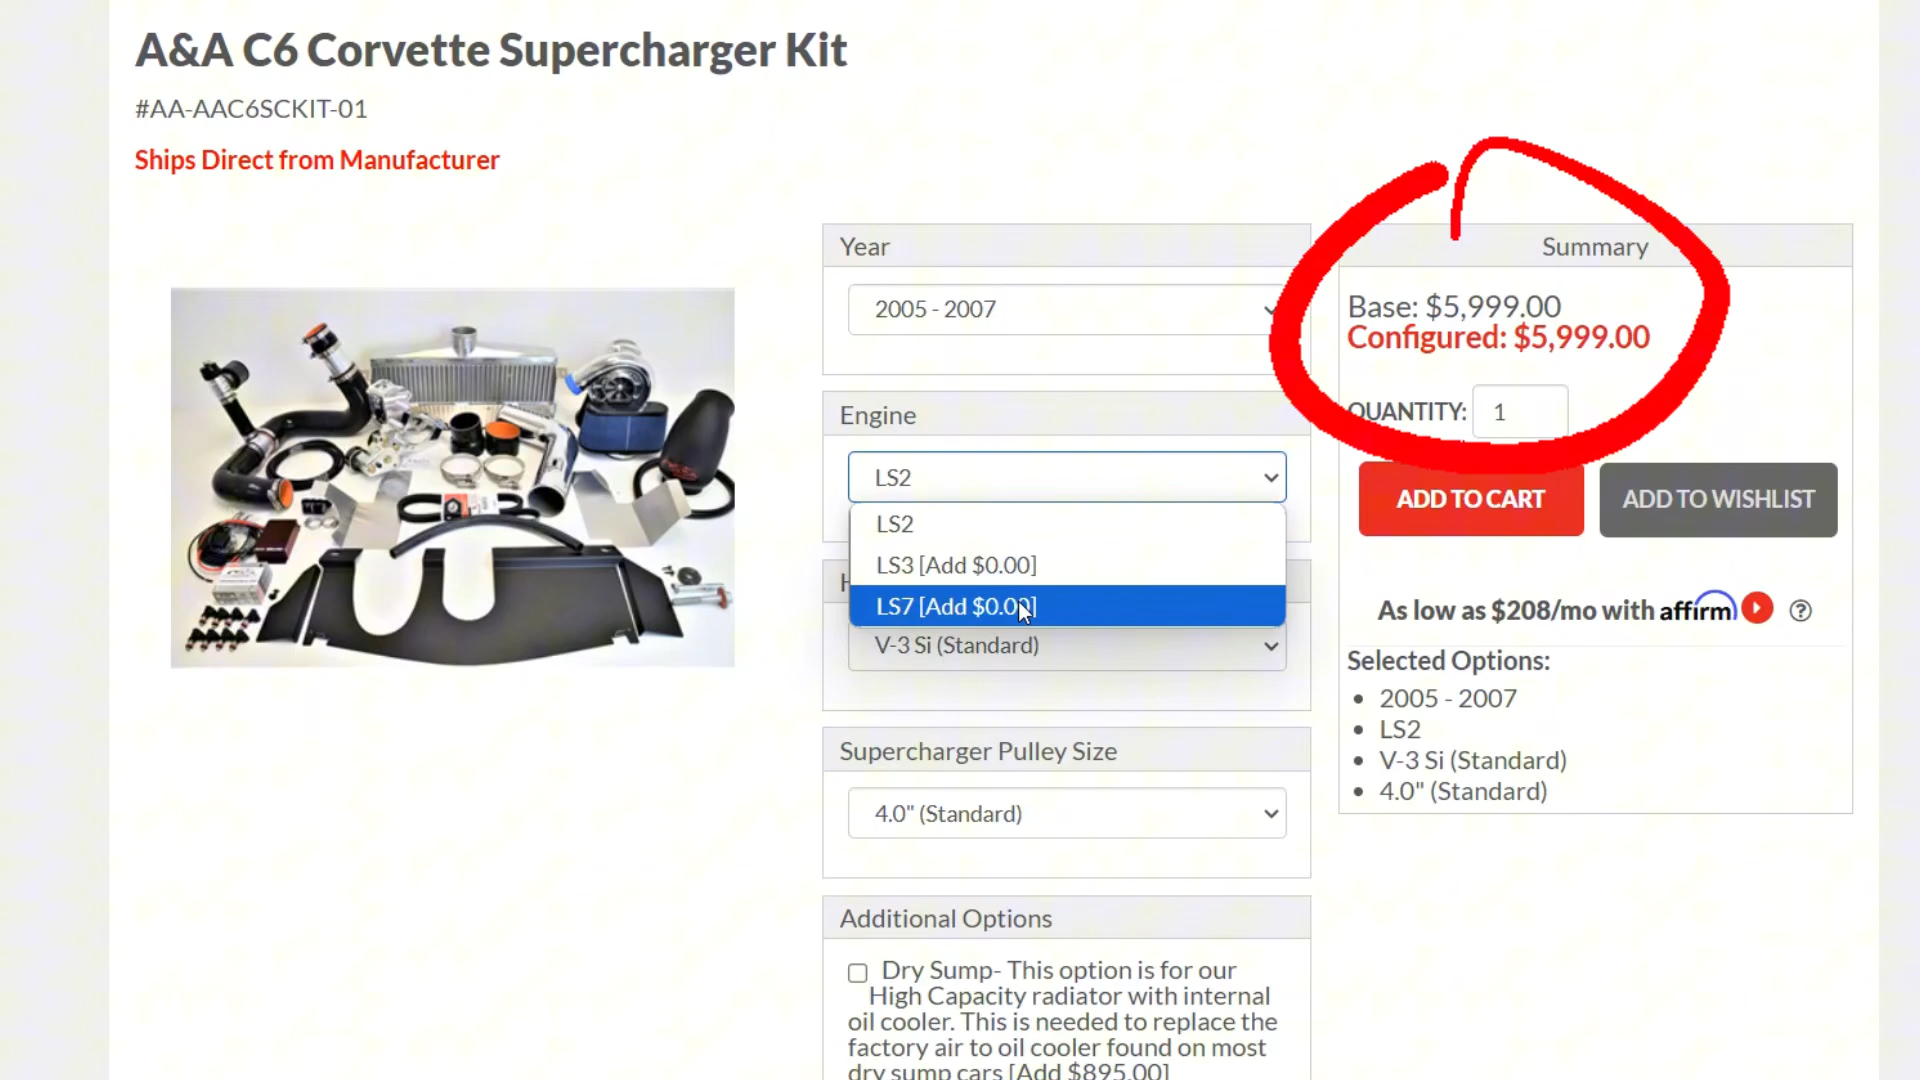 A&A C6 Corvette Supercharger Kit
#AA-AAC6SCKIT-01
Ships Direct from Manufacturer
Year
2005 - 2007
Engine
LS2
LS2
LS3 [Add $0.00]
LS7 [Add $0.00]
V-3 Si (Standard)
Supercharger Pulley Size
4.0" (Standard)
Additional Options
Dry Sump- This option is for our
High Capacity radiator with internal
oil cooler. This is needed to replace the
factory air to oil cooler found on most
dry sump cars [Add $895.00]
Summary
Base: $5,999.00
Configured: $5,999.00
QUANTITY: 1
ADD TO CART
ADD TO WISHLIST
As low as $208/mo with affirm
Selected Options:
• 2005 - 2007
• LS2
• V-3 Si (Standard)
• 4.0" (Standard)